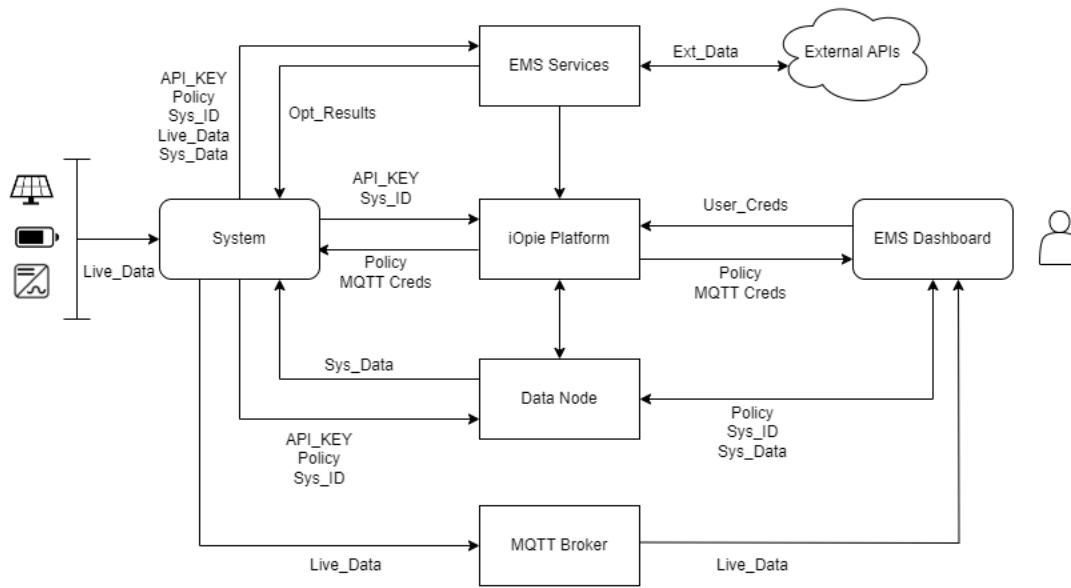 EMS Services
Ext_Data
External APIs
API_KEY
Policy
Sys_ID
Live_Data
Sys_Data
Opt_Results
API_KEY
Sys_ID
User_Creds
System
iOpie Platform
EMS Dashboard
Live_Data
Policy
MQTT Creds
Policy
MQTT Creds
Sys_Data
Data Node
Policy
Sys_ID
Sys_Data
API_KEY
Policy
Sys_ID
MQTT Broker
Live_Data
Live_Data